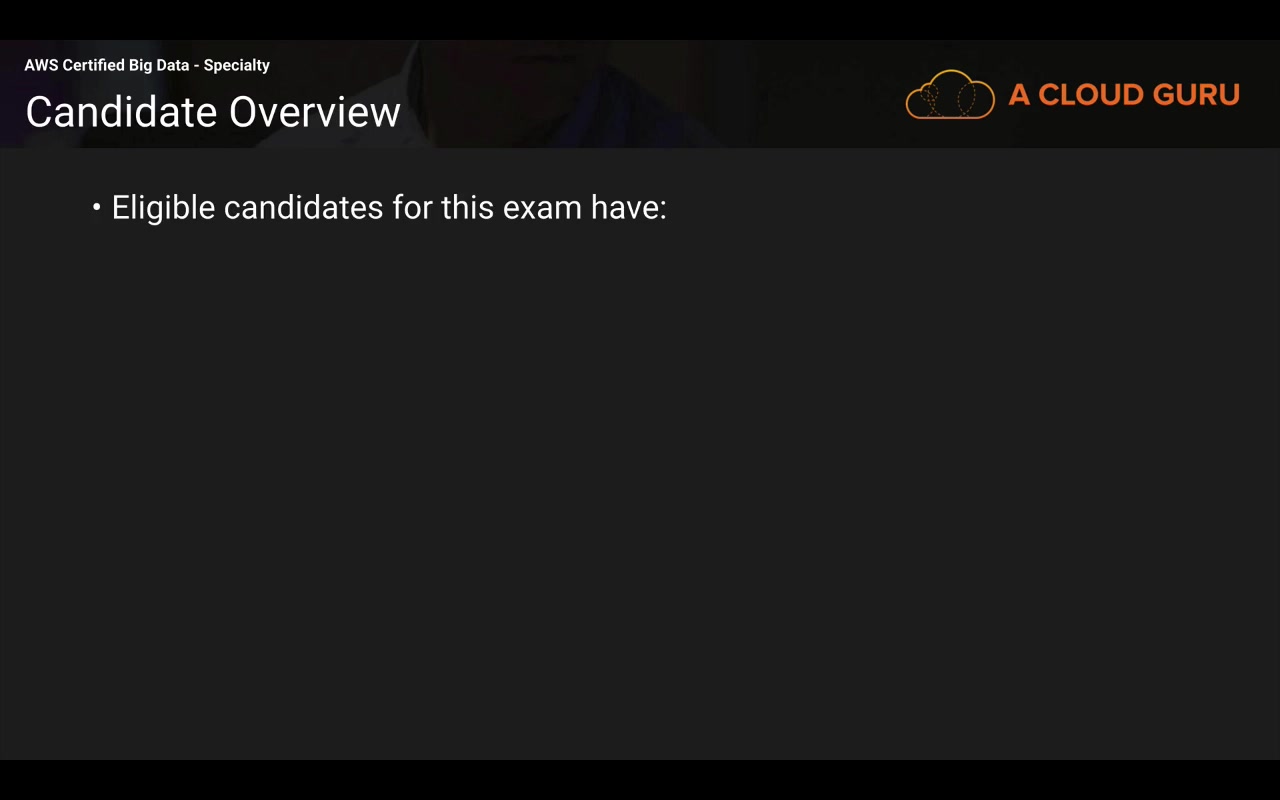 AWS Certified Big Data - Specialty
Candidate Overview
A CLOUD GURU
• Eligible candidates for this exam have: